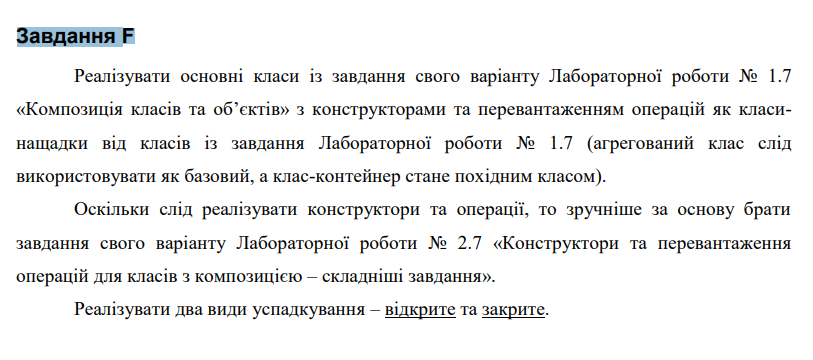 Завдання F
Реалізувати основні класи із завдання свого варіанту Лабораторної роботи № 1.7
«Композиція класів та об’єктів» з конструкторами та перевантаженням операцій як класи-
нащадки від класів із завдання Лабораторної роботи № 1.7 (агрегований клас слід
використовувати як базовий, а клас-контейнер стане похідним класом).
Оскільки слід реалізувати конструктори та операції, то зручніше за основу брати
завдання свого варіанту Лабораторної роботи № 2.7 «Конструктори та перевантаження
операцій для класів з композицією – складніші завдання».
Реалізувати два види успадкування – відкрите та закрите.